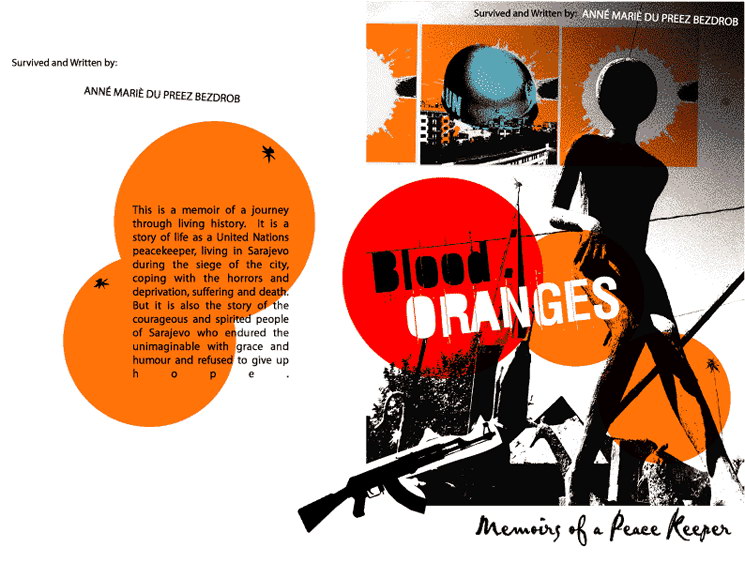 Survived and Written by:
ANNÉ MARIÈ DU PREEZ BEZDROB
This is a memoir of a journey
through living history. It is a
story of life as a United Nations
peacekeeper, living in Sarajevo
during the siege of the city,
coping with the horrors and
deprivation, suffering and death.
But it is also the story of the
courageous and spirited people
of Sarajevo who endured the
unimaginable with grace and
humour and refused to give up
h o p e .
Survived and Written by: ANNÉ MARIÈ DU PREEZ BEZDROB
UN
Blood
ORANGES
Memoirs of a Peace Keeper